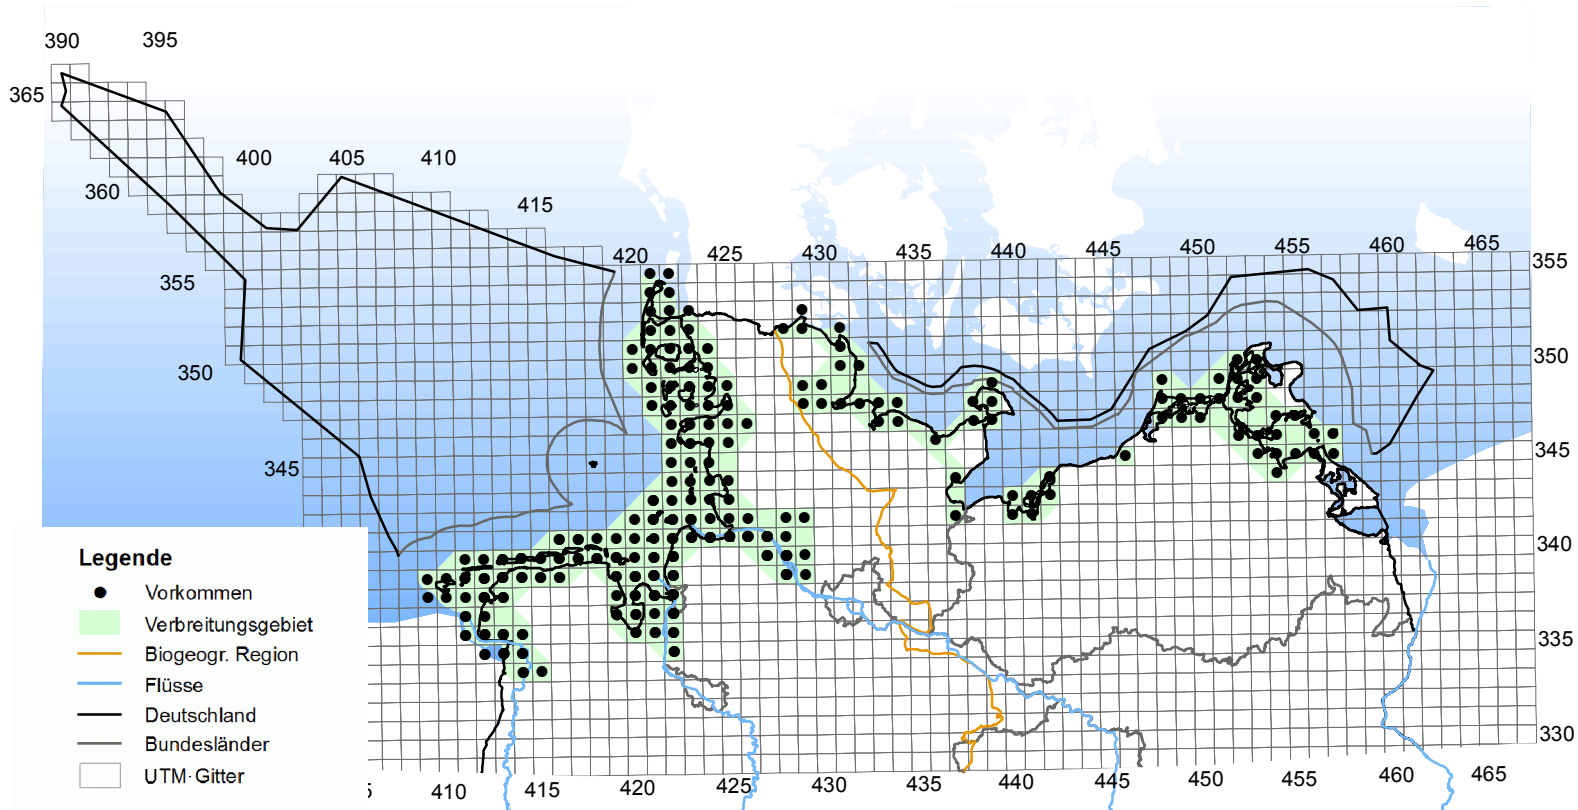 390 395
365
400 405 410
360
415
420 425 430 435 440 445 450 455 460 465
355 355
350 350
345 345
340
335
330
Legende
Vorkommen
Verbreitungsgebiet
Biogeogr. Region
Flüsse
Deutschland
Bundesländer
UTM-Gitter
410 415 420 425 430 435 440 445 450 455 460 465